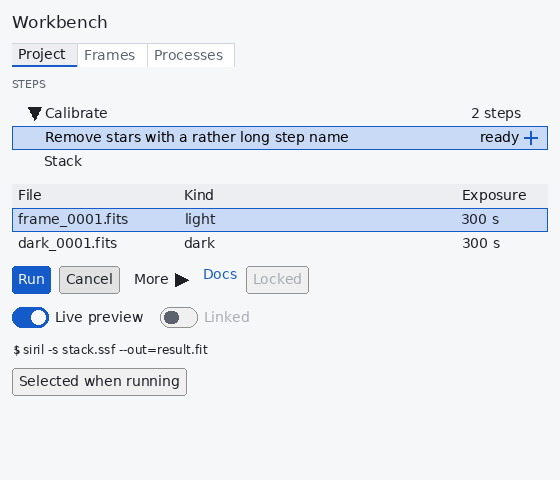 Workbench
Project Frames Processes
STEPS
Calibrate 2 steps
Remove stars with a rather long step name ready
Stack
File Kind Exposure
frame_0001.fits light 300 s
dark_0001.fits dark 300 s
Run Cancel More Docs Locked
Live preview Linked
$ siril -s stack.ssf --out=result.fit
Selected when running